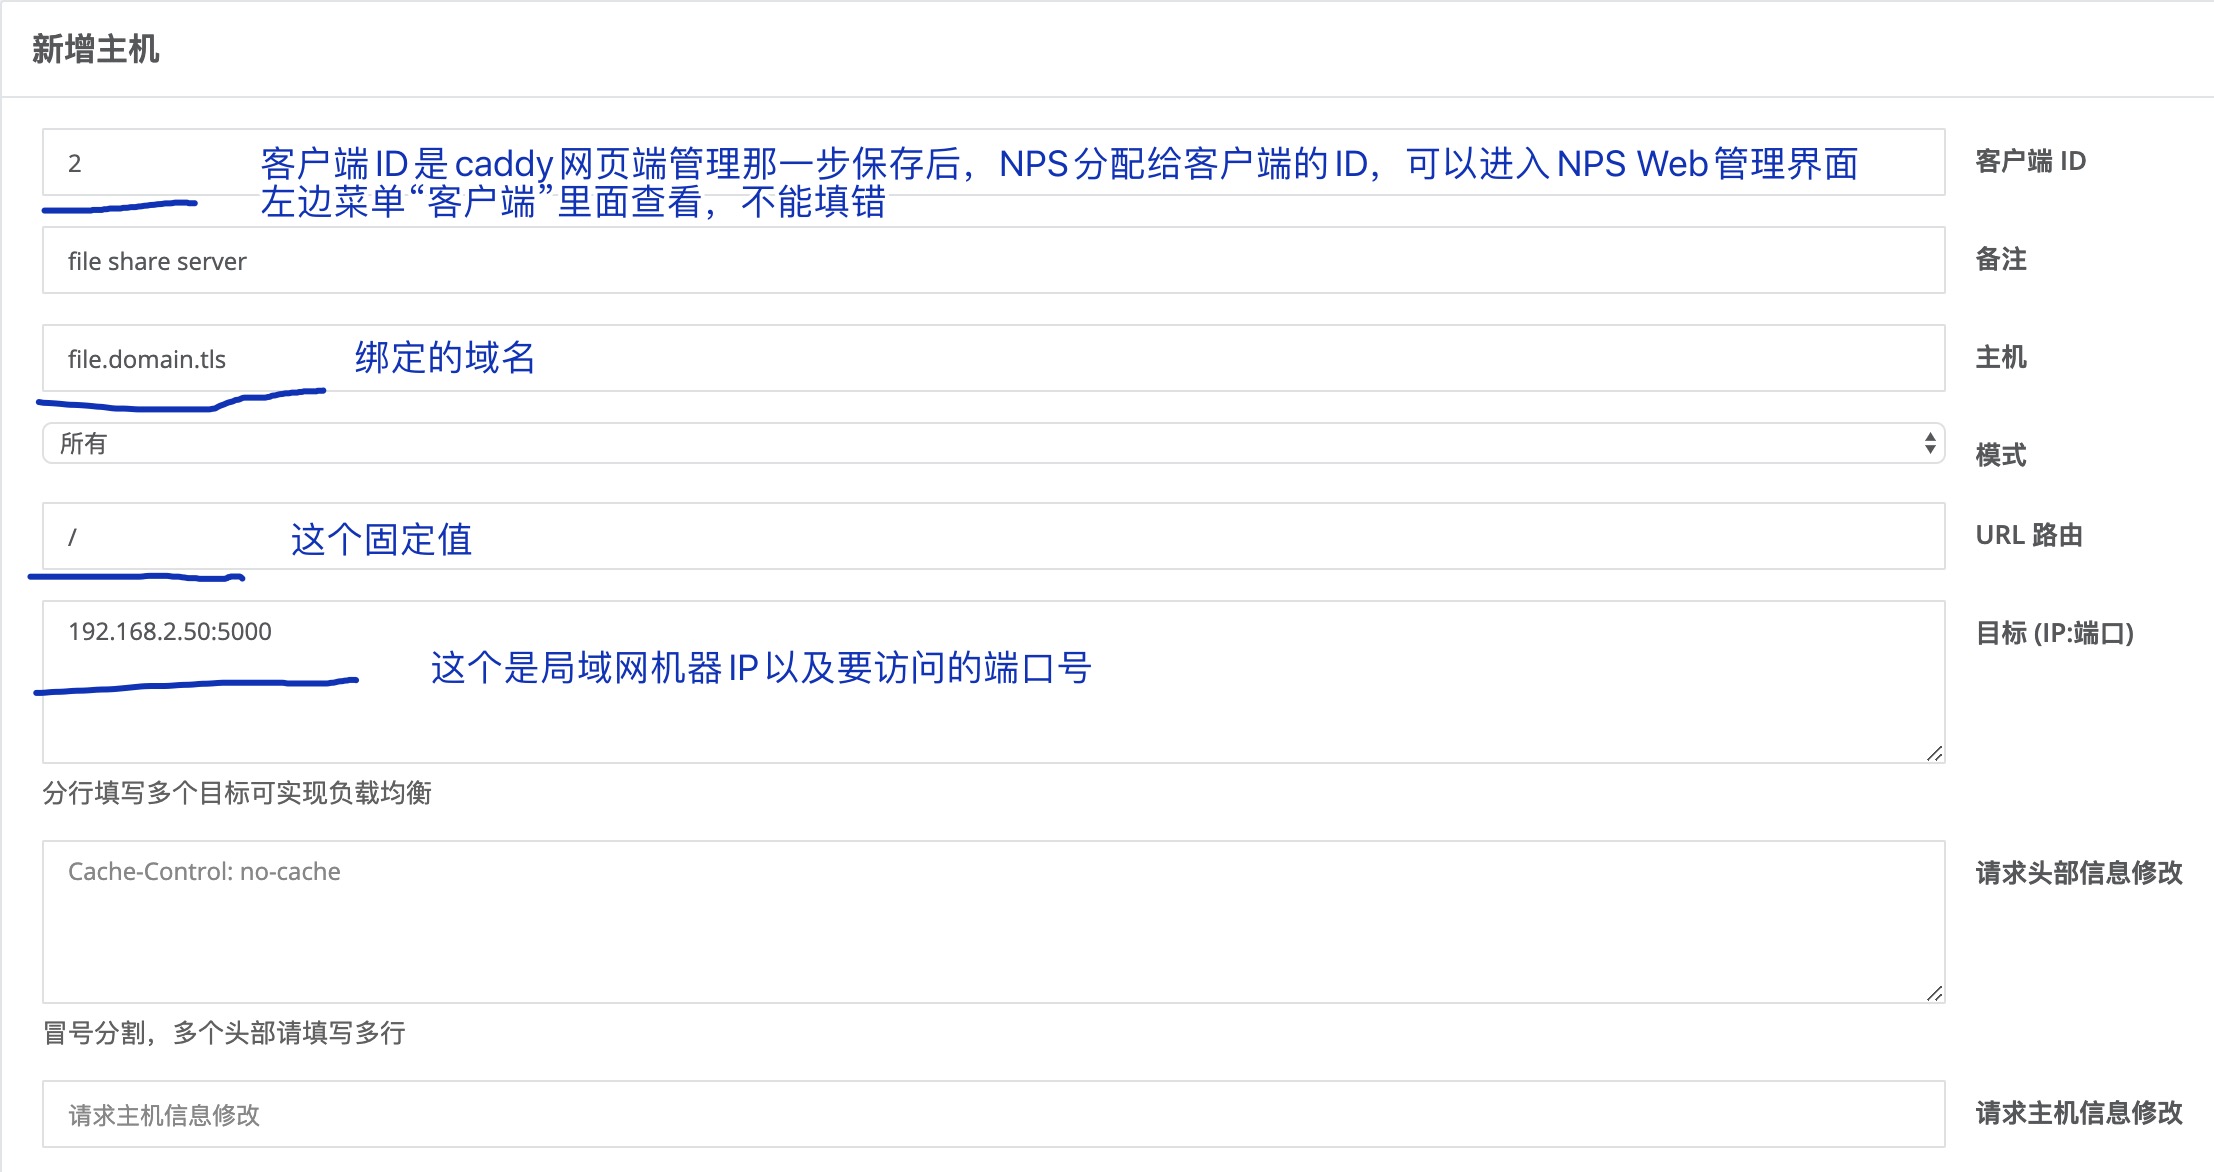 新增主机
2
客户端ID是caddy网页端管理那一步保存后，NPS分配给客户端的ID，可以进入NPS Web管理界面
左边菜单“客户端”里面查看，不能填错
客户端 ID
file share server
备注
file.domain.tls
绑定的域名
主机
所有
模式
/
这个固定值
URL 路由
192.168.2.50:5000
这个是局域网机器IP以及要访问的端口号
目标 (IP:端口)
分行填写多个目标可实现负载均衡
Cache-Control: no-cache
请求头部信息修改
冒号分割，多个头部请填写多行
请求主机信息修改
请求主机信息修改